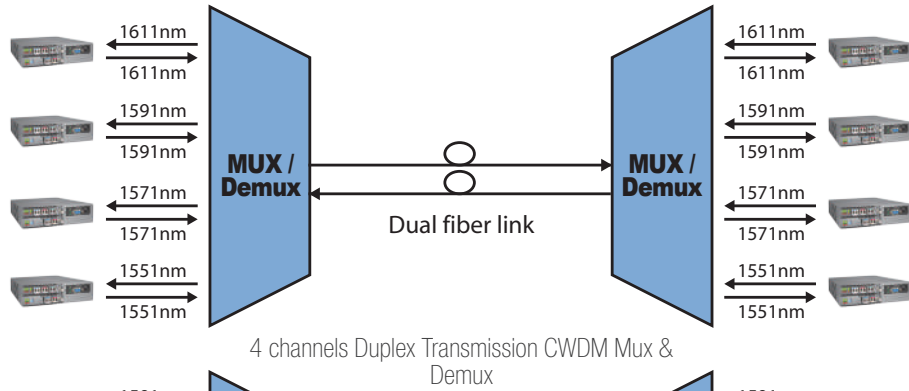 1611nm
1611nm
1591nm
1591nm
1571nm
1571nm
1551nm
1551nm
MUX /
Demux
Dual fiber link
MUX /
Demux
1611nm
1611nm
1591nm
1591nm
1571nm
1571nm
1551nm
1551nm
4 channels Duplex Transmission CWDM Mux &
Demux